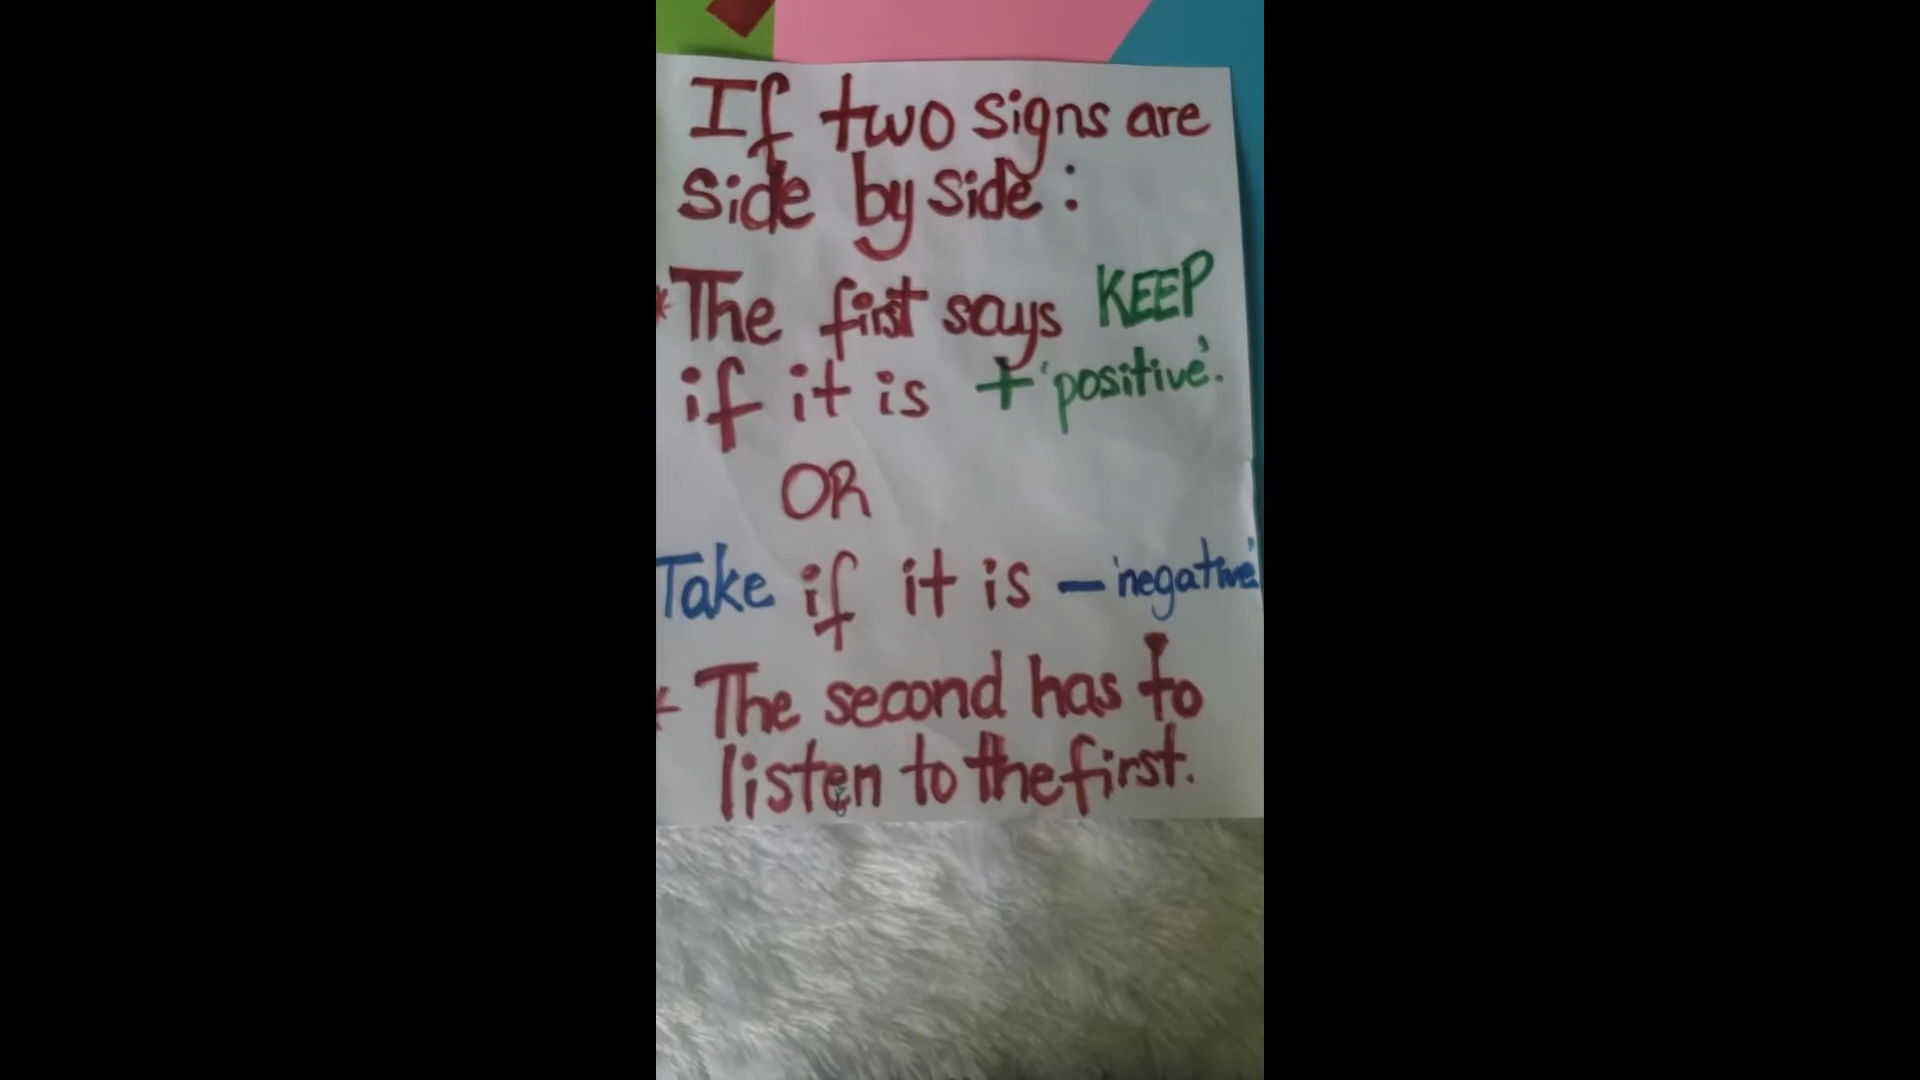 If two signs are
side by side :
* The first says KEEP
if it is + 'positive'.
OR
Take if it is — 'negative'
* The second has to
listen to the first.